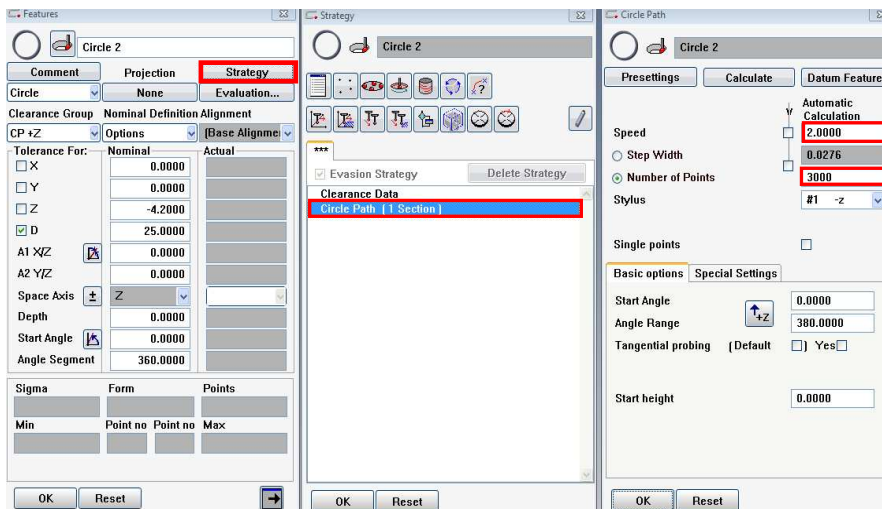 Features
Circle 2
Comment Projection Strategy
Circle None Evaluation...
Clearance Group Nominal Definition Alignment
CP +Z Options
Tolerance For: Nominal Actual
X 0.0000
Y 0.0000
Z -4.2000
D 25.0000
A1 X/Z 0.0000
A2 Y/Z 0.0000
Space Axis ± Z
Depth 0.0000
Start Angle 0.0000
Angle Segment 360.0000
Sigma Form Points
Min Point no Point no Max
OK Reset
Strategy
Circle 2
***
Evasion Strategy Delete Strategy
Clearance Data
Circle Path [1 Section]
OK Reset
Circle Path
Circle 2
Presettings Calculate Datum Feature
Automatic
Calculation
Speed 2.0000
Step Width 0.0276
Number of Points 3000
Stylus #1 -z
Single points
Basic options Special Settings
Start Angle 0.0000
+Z
Angle Range 380.0000
Tangential probing (Default ) Yes
Start height 0.0000
OK Reset